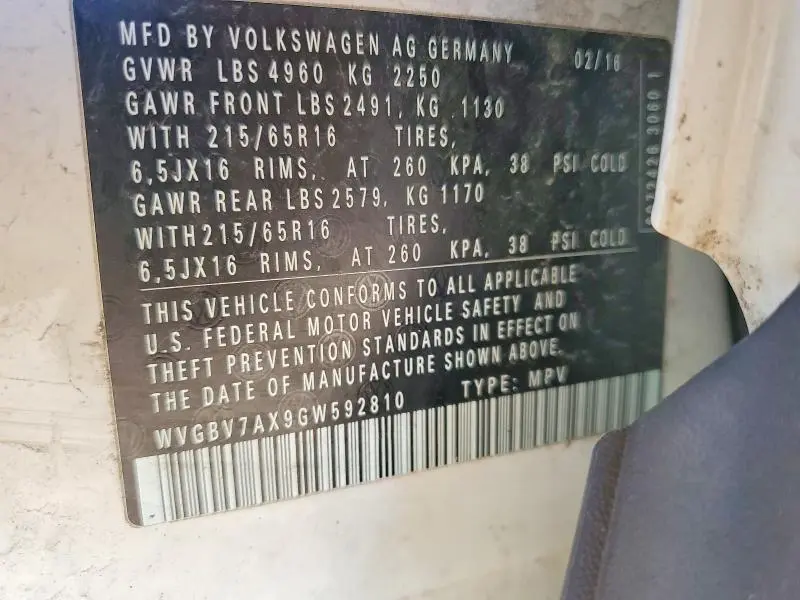 MFD BY VOLKSWAGEN AG GERMANY 02/16
GVWR LBS 4960 KG 2250
GAWR FRONT LBS 2491, KG 1130
WITH 215/65R16 TIRES,
6,5JX16 RIMS, AT 260 KPA, 38 PSI COLD
GAWR REAR LBS 2579, KG 1170
WITH 215/65R16 TIRES,
6,5JX16 RIMS, AT 260 KPA, 38 PSI COLD
THIS VEHICLE CONFORMS TO ALL APPLICABLE
U.S. FEDERAL MOTOR VEHICLE SAFETY AND
THEFT PREVENTION STANDARDS IN EFFECT ON
THE DATE OF MANUFACTURE SHOWN ABOVE.
WVGBV7AX9GW592810 TYPE: MPV